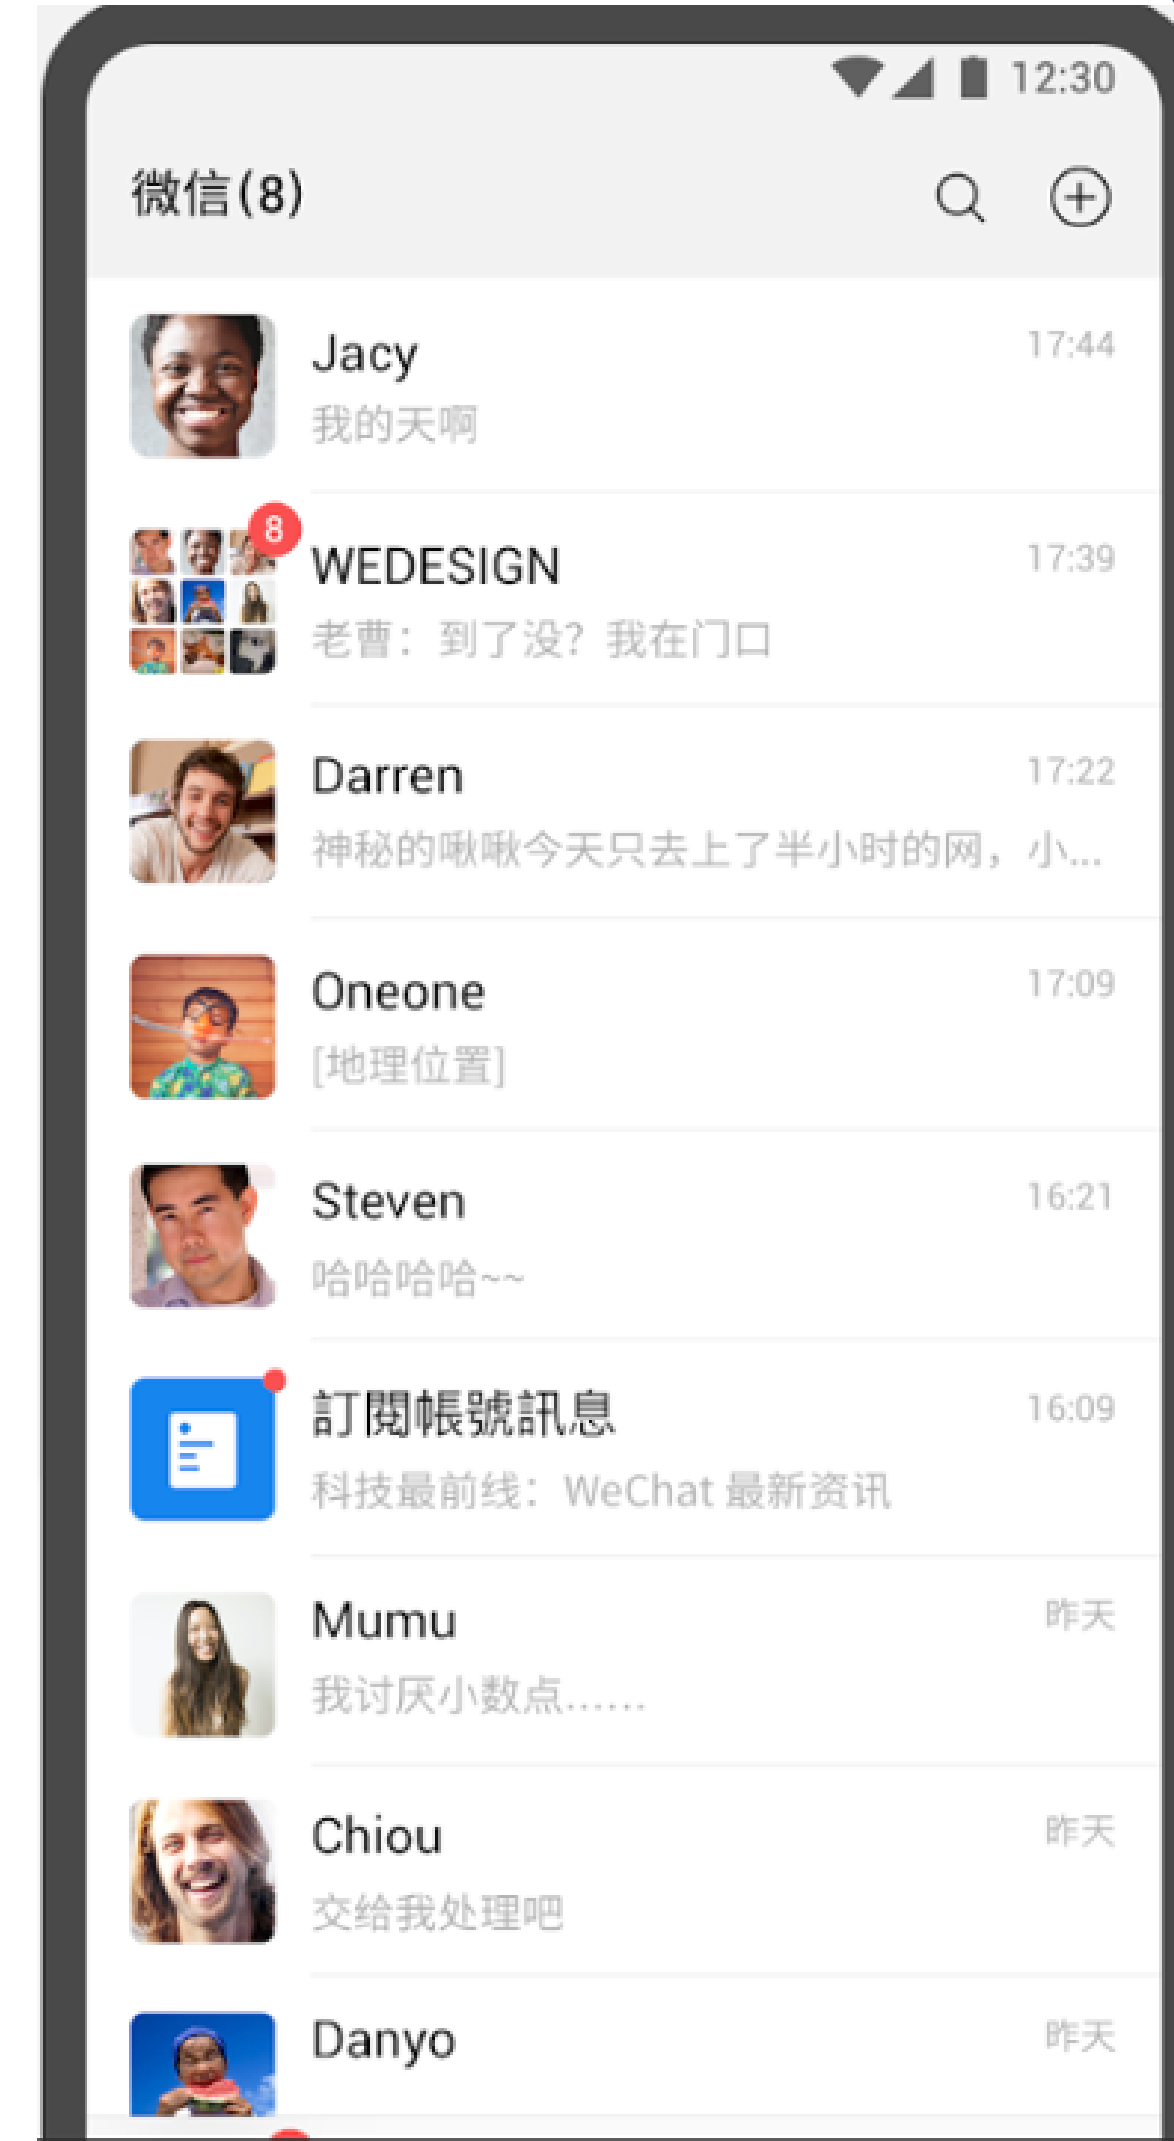 12:30
微信(8)
Jacy
17:44
我的天啊
8
WEDESIGN
17:39
老曹：到了没？我在门口
Darren
17:22
神秘的啾啾今天只去上了半小时的网，小...
Oneone
17:09
[地理位置]
Steven
16:21
哈哈哈哈~~
訂閱帳號訊息
16:09
科技最前线：WeChat 最新资讯
Mumu
昨天
我讨厌小数点……
Chiou
昨天
交给我处理吧
Danyo
昨天